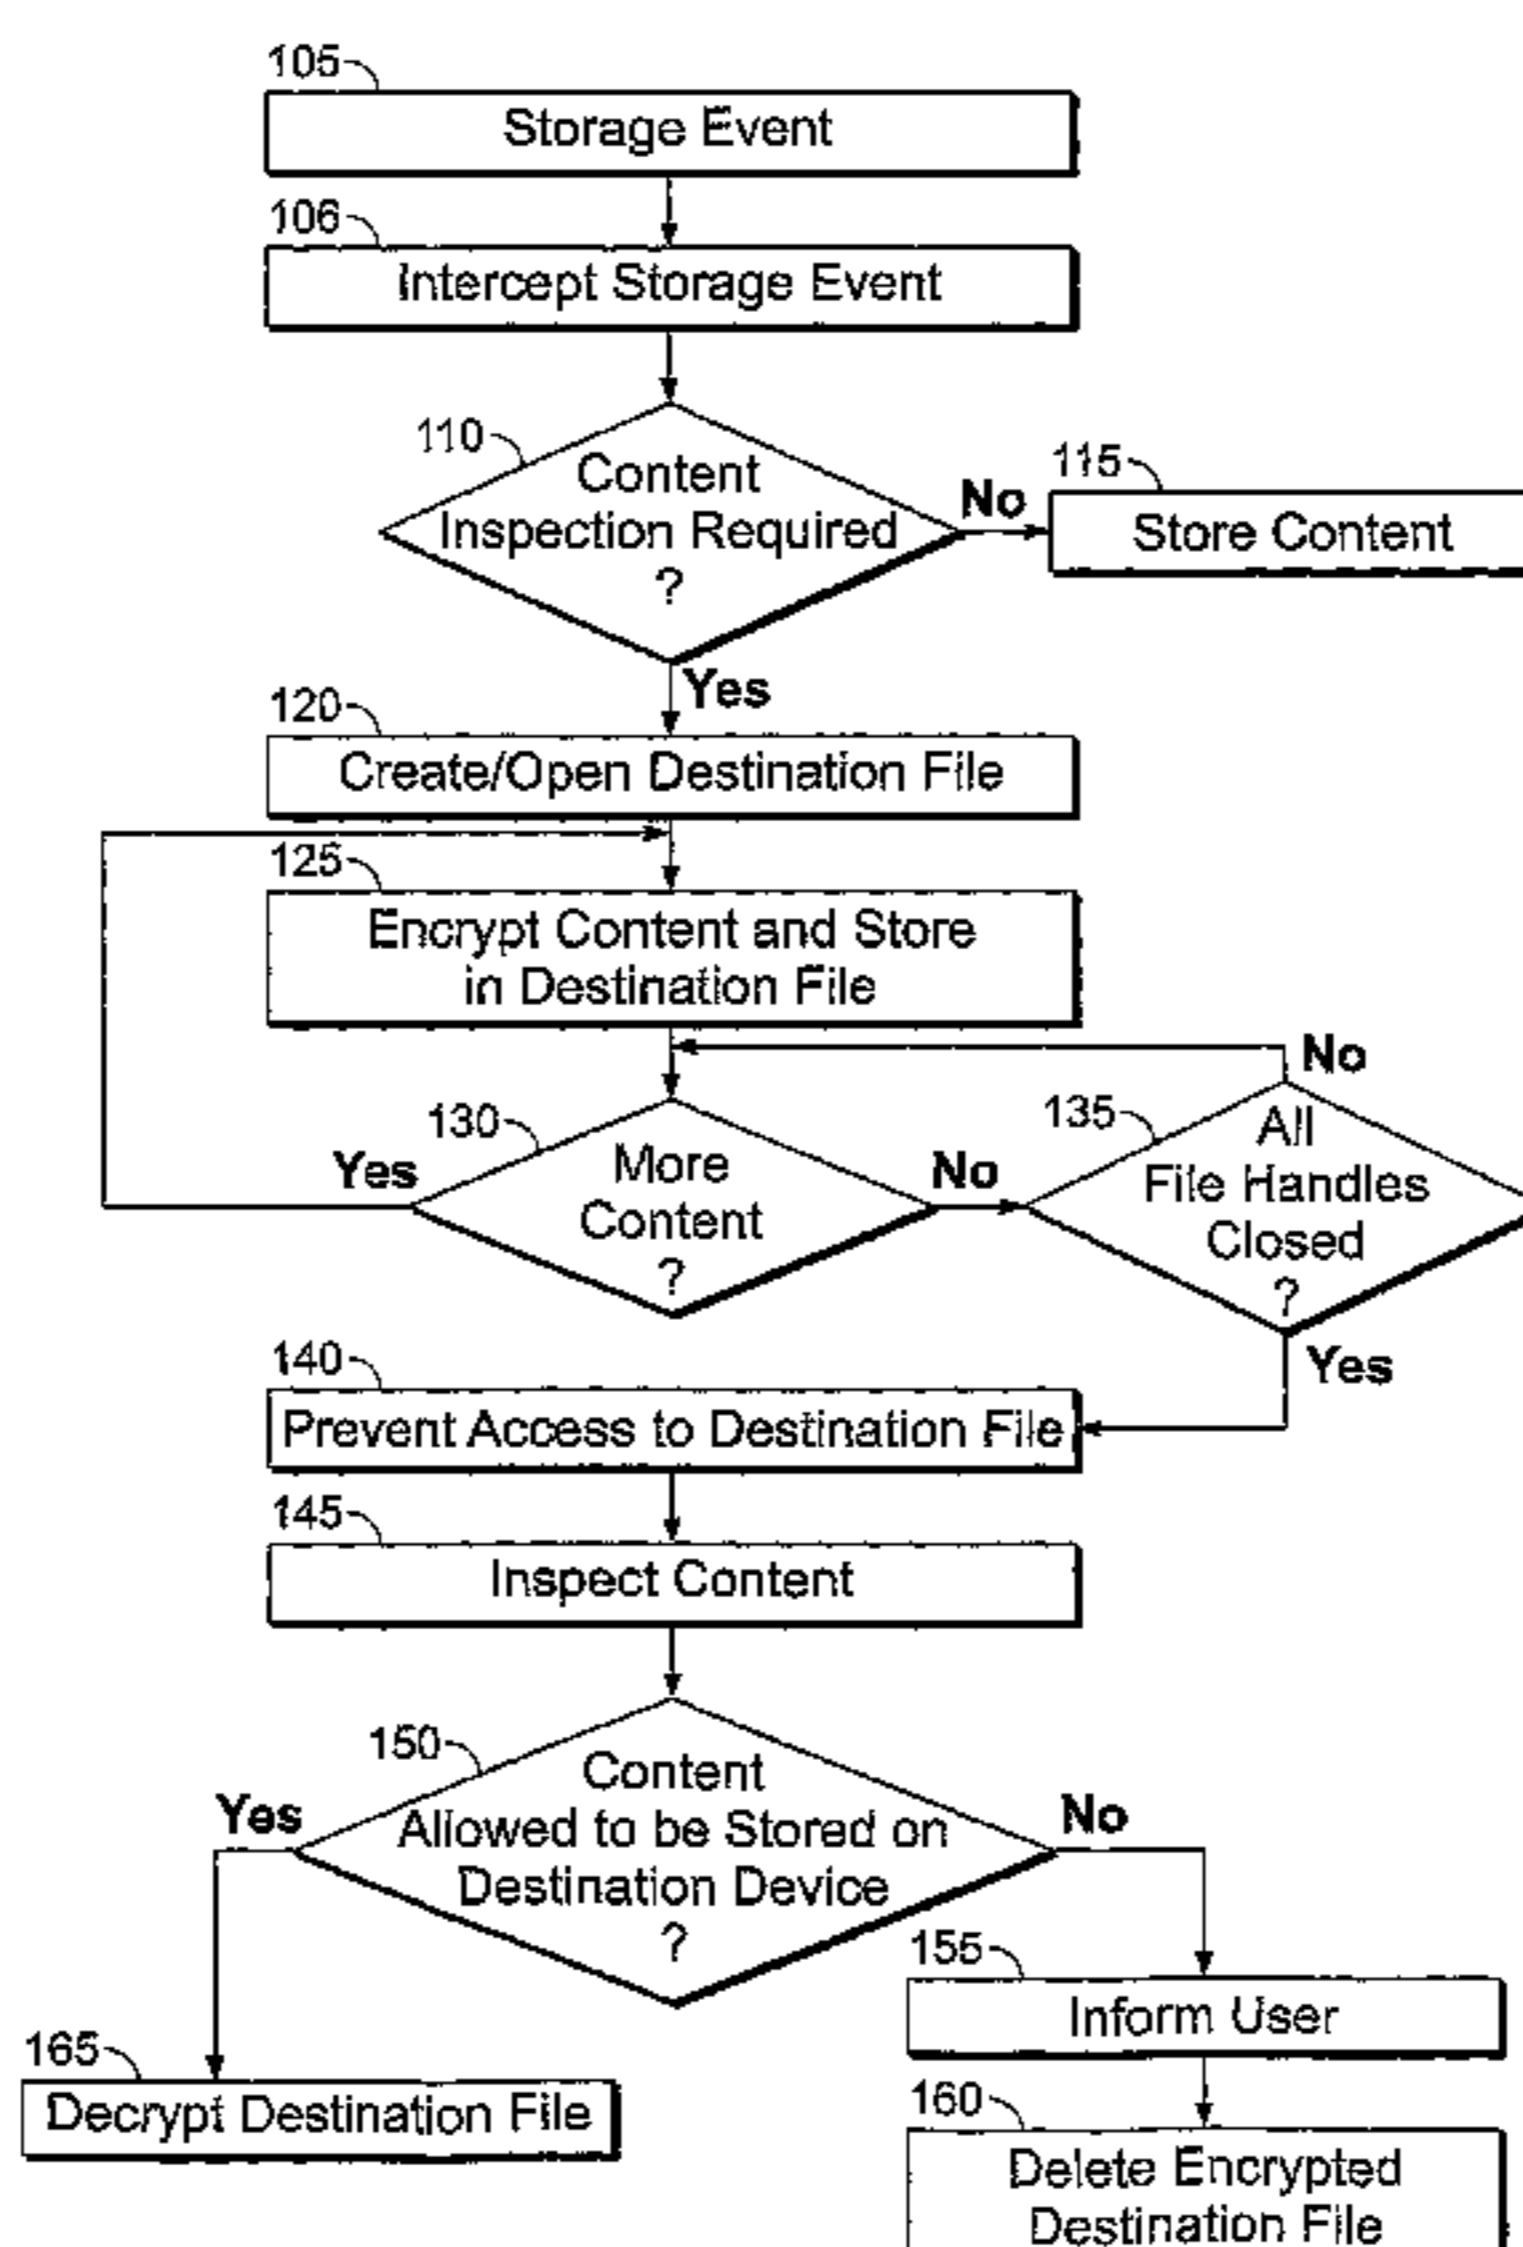 105
Storage Event
106
Intercept Storage Event
110
Content
Inspection Required
?
No
115
Store Content
Yes
120
Create/Open Destination File
125
Encrypt Content and Store
in Destination File
130
More
Content
?
Yes
No
135
All
File Handles
Closed
?
No
Yes
140
Prevent Access to Destination File
145
Inspect Content
150
Content
Allowed to be Stored on
Destination Device
?
Yes
No
155
Inform User
160
Delete Encrypted
Destination File
165
Decrypt Destination File